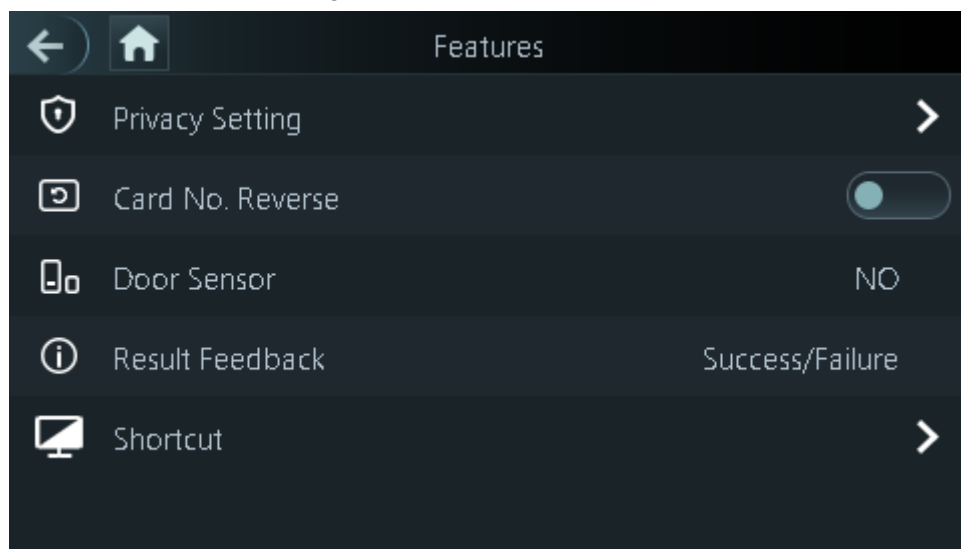 Features
Privacy Setting
Card No. Reverse
Door Sensor NO
Result Feedback Success/Failure
Shortcut